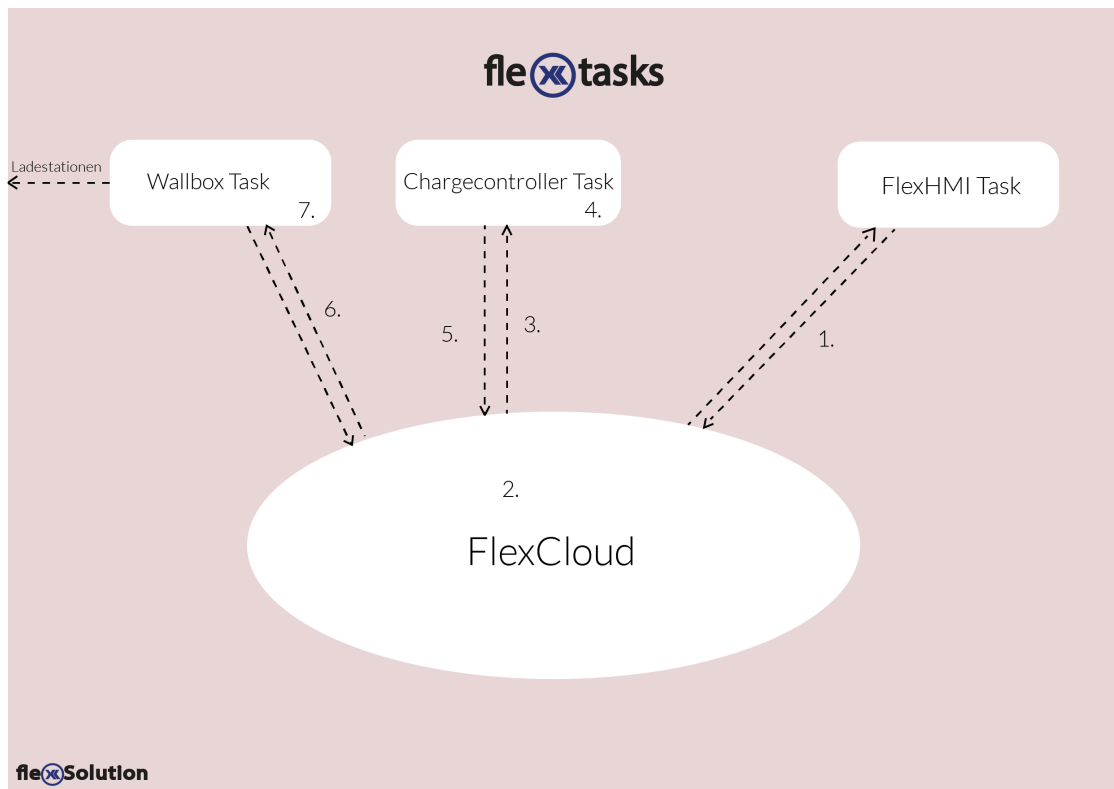 flextasks
Ladestationen
Wallbox Task
7.
Chargecontroller Task
4.
FlexHMI Task
6.
5.
3.
1.
2.
FlexCloud
flexSolution